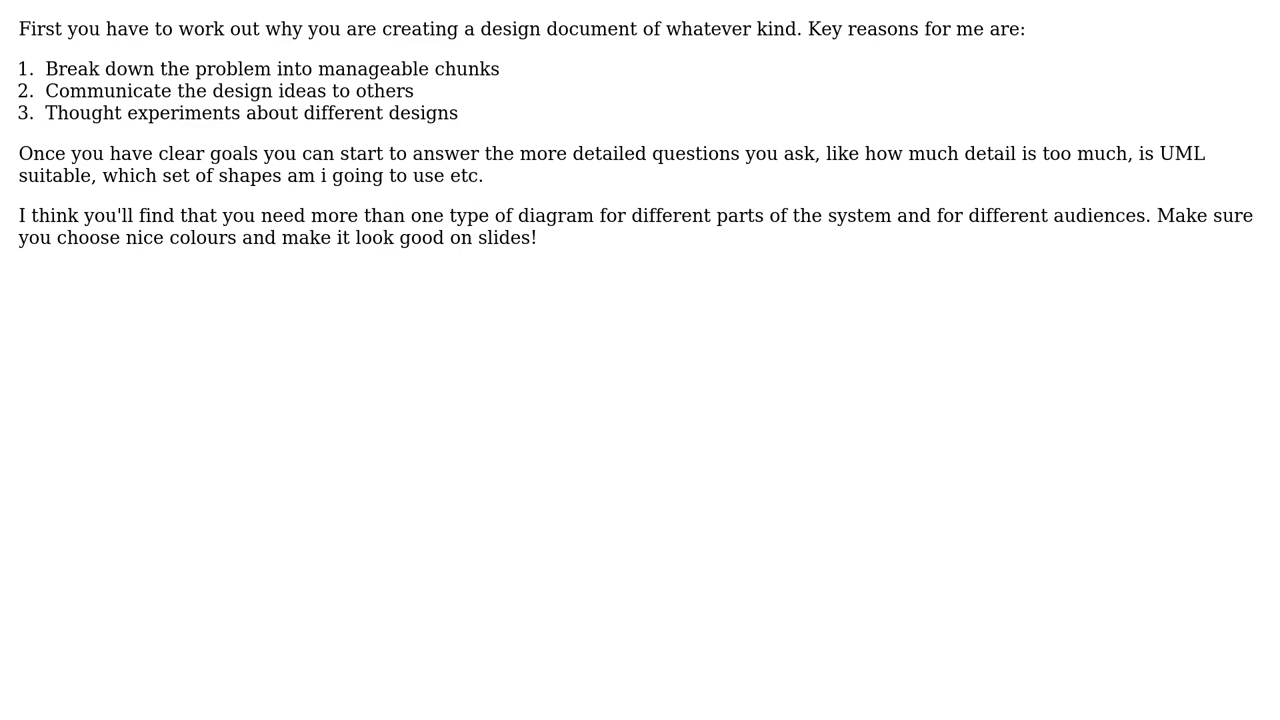 First you have to work out why you are creating a design document of whatever kind. Key reasons for me are:
1. Break down the problem into manageable chunks
2. Communicate the design ideas to others
3. Thought experiments about different designs
Once you have clear goals you can start to answer the more detailed questions you ask, like how much detail is too much, is UML
suitable, which set of shapes am i going to use etc.
I think you'll find that you need more than one type of diagram for different parts of the system and for different audiences. Make sure
you choose nice colours and make it look good on slides!